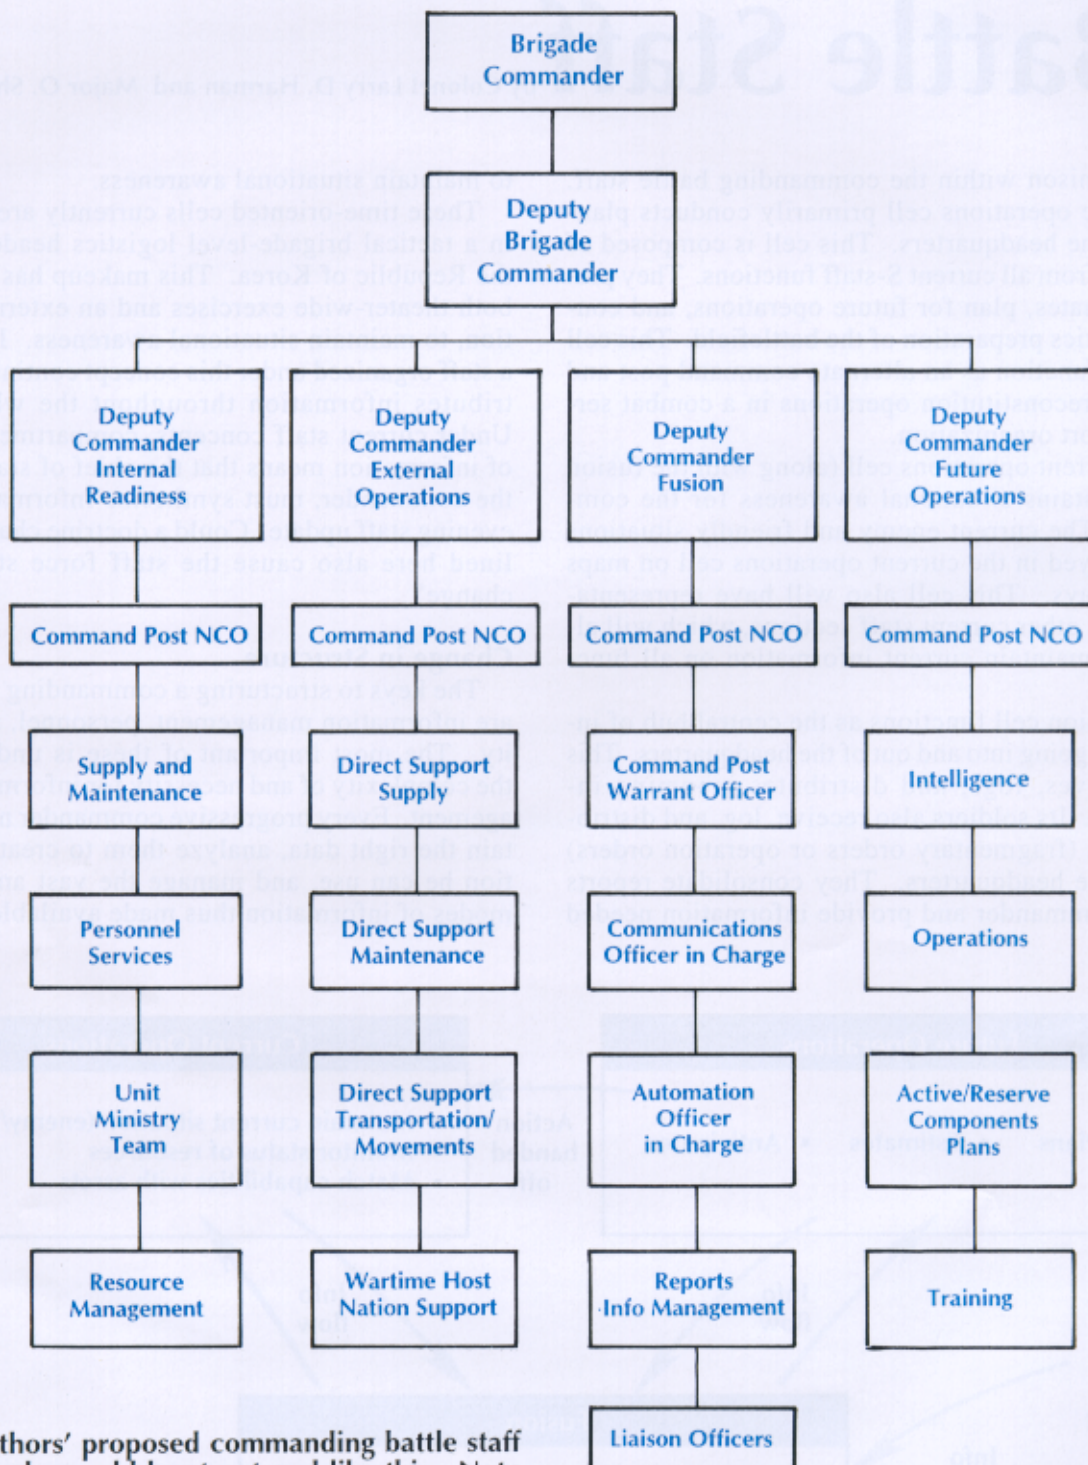 Brigade
Commander
Deputy
Brigade
Commander
Deputy
Commander
Internal
Readiness
Deputy
Commander
External
Operations
Deputy
Commander
Fusion
Deputy
Commander
Future
Operations
Command Post NCO
Command Post NCO
Command Post NCO
Command Post NCO
Supply and
Maintenance
Direct Support
Supply
Command Post
Warrant Officer
Intelligence
Personnel
Services
Direct Support
Maintenance
Communications
Officer in Charge
Operations
Unit
Ministry
Team
Direct Support
Transportation/
Movements
Automation
Officer
in Charge
Active/Reserve
Components
Plans
Resource
Management
Wartime Host
Nation Support
Reports
Info Management
Training
Liaison Officers
thors' proposed commanding battle staff